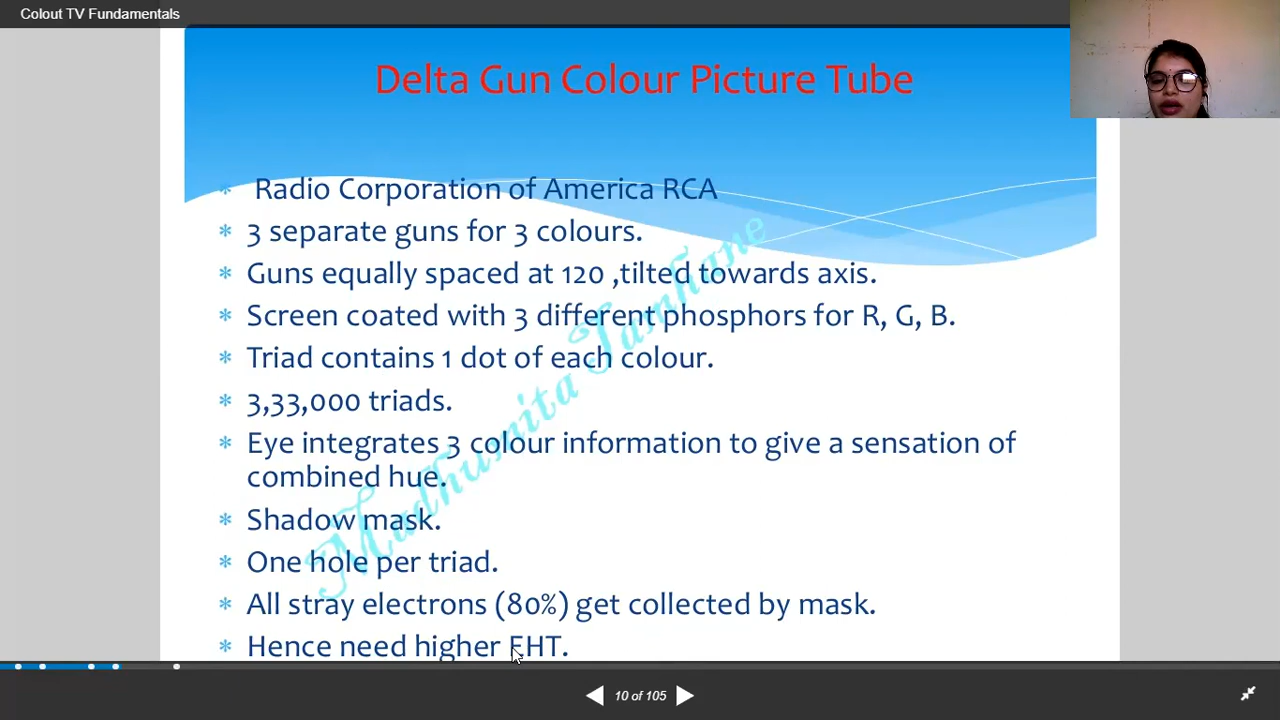 Colout TV Fundamentals
Delta Gun Colour Picture Tube
* Radio Corporation of America RCA
* 3 separate guns for 3 colours.
* Guns equally spaced at 120 ,tilted towards axis.
* Screen coated with 3 different phosphors for R, G, B.
* Triad contains 1 dot of each colour.
* 3,33,000 triads.
* Eye integrates 3 colour information to give a sensation of
combined hue.
* Shadow mask.
* One hole per triad.
* All stray electrons (80%) get collected by mask.
* Hence need higher EHT.
Madhumita Tamhane
10 of 105